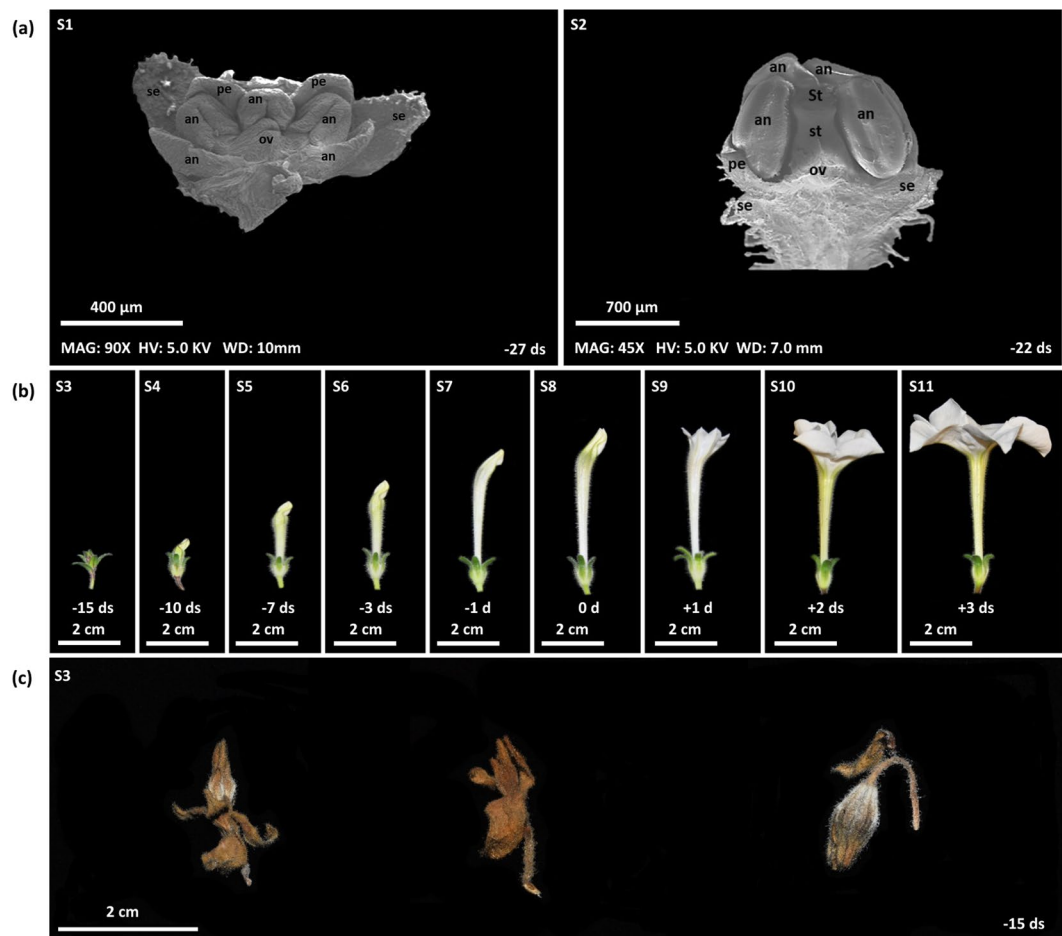 (a)
S1
se
pe
pe
an
an
an
se
ov
an
an
400 μm
MAG: 90X HV: 5.0 KV WD: 10mm
-27 ds
S2
an
an
St
an
an
st
pe
ov
se
se
700 μm
MAG: 45X HV: 5.0 KV WD: 7.0 mm
-22 ds
(b)
S3
-15 ds
2 cm
S4
-10 ds
2 cm
S5
-7 ds
2 cm
S6
-3 ds
2 cm
S7
-1 d
2 cm
S8
0 d
2 cm
S9
+1 d
2 cm
S10
+2 ds
2 cm
S11
+3 ds
2 cm
(c)
S3
2 cm
-15 ds